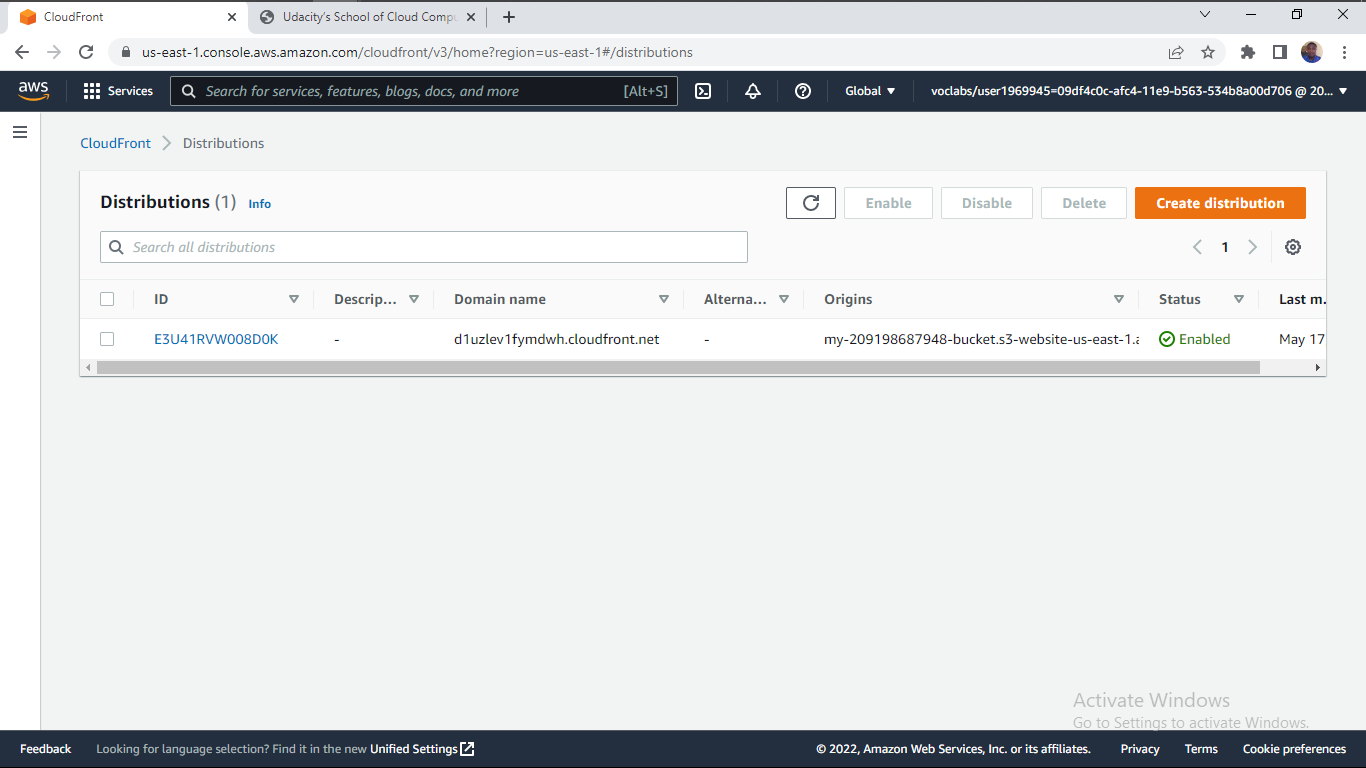 CloudFront
Udacity's School of Cloud Compu
us-east-1.console.aws.amazon.com/cloudfront/v3/home?region=us-east-1#/distributions
aws
Services
Search for services, features, blogs, docs, and more
[Alt+S]
Global
voclabs/user1969945=09df4c0c-afc4-11e9-b563-534b8a00d706 @ 20...
CloudFront
Distributions
Distributions (1) Info
Enable
Disable
Delete
Create distribution
Search all distributions
1
ID
Descrip...
Domain name
Alterna...
Origins
Status
Last m.
E3U41RVW008D0K
-
d1uzlev1fymdwh.cloudfront.net
-
my-209198687948-bucket.s3-website-us-east-1.a
Enabled
May 17
Activate Windows
Go to Settings to activate Windows.
Feedback
Looking for language selection? Find it in the new Unified Settings
© 2022, Amazon Web Services, Inc. or its affiliates.
Privacy
Terms
Cookie preferences